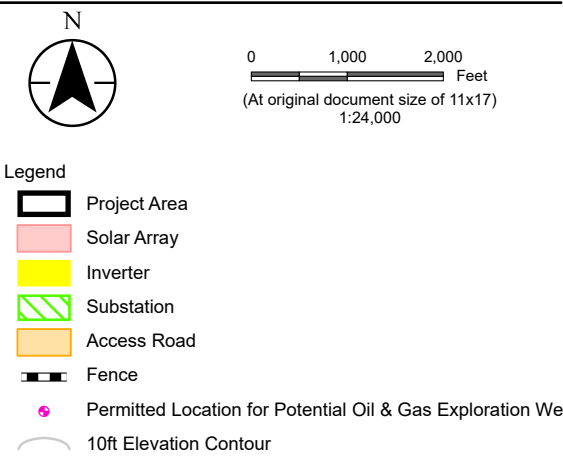 N
0 1,000 2,000
Feet
(At original document size of 11x17)
1:24,000
Legend
Project Area
Solar Array
Inverter
Substation
Access Road
Fence
Permitted Location for Potential Oil & Gas Exploration We
10ft Elevation Contour